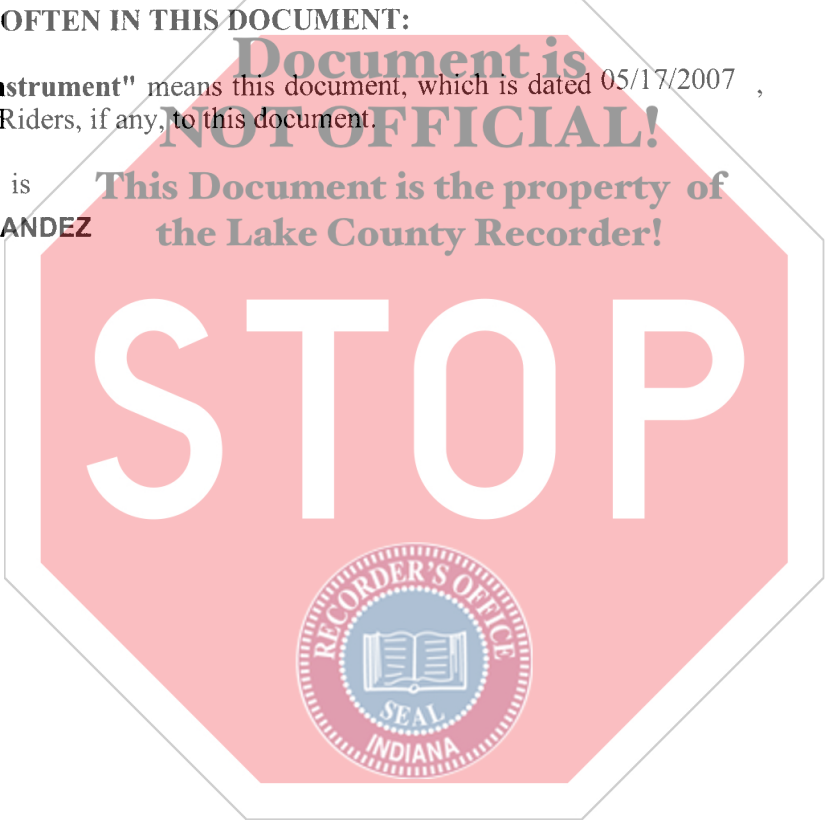 OFTEN IN THIS DOCUMENT:
Document is
nstrument" means this document, which is dated 05/17/2007 ,
Riders, if any, to this document.
NOT OFFICIAL!
is
This Document is the property of
ANDEZ
the Lake County Recorder!
STOP
RECORDER'S OFFICE
SEAL
INDIANA